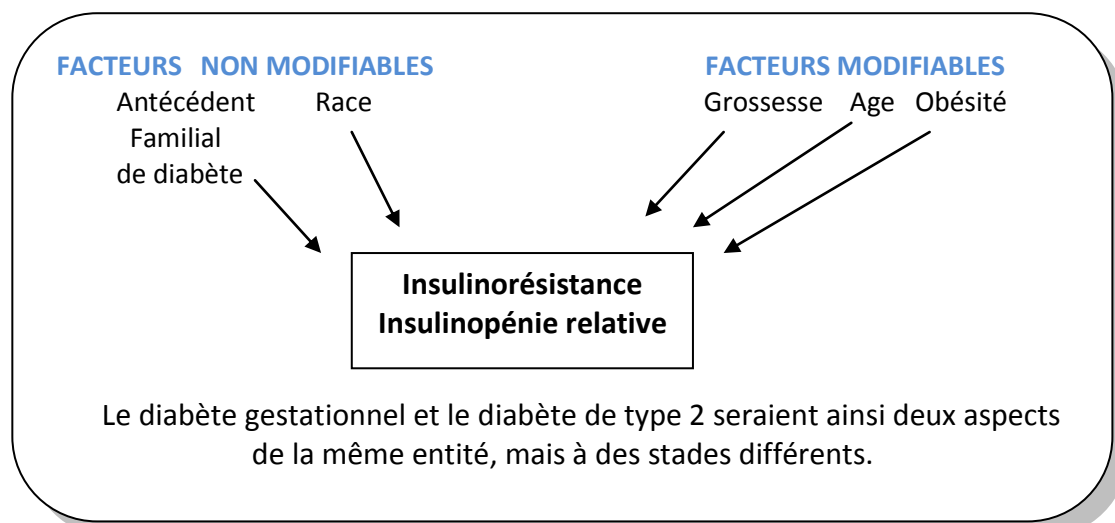 FACTEURS NON MODIFIABLES
Antécédent Race
Familial
de diabète
FACTEURS MODIFIABLES
Grossesse Age Obésité
Insulinorésistance
Insulinopénie relative
Le diabète gestationnel et le diabète de type 2 seraient ainsi deux aspects
de la même entité, mais à des stades différents.